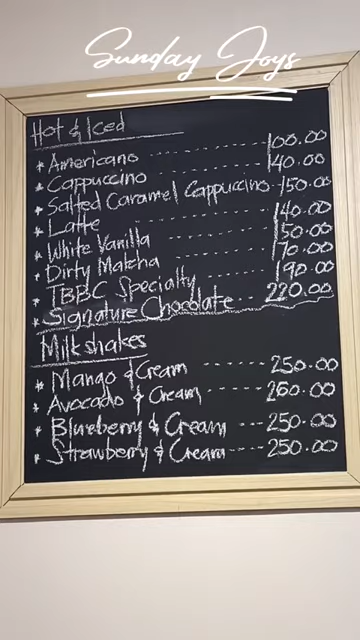 Sunday Joys
Hot & Iced
* Americano ------- 100.00
* Cappuccino ------ 140.00
* Salted Caramel Cappuccino - 150.00
* Latte ------- 140.00
* White Vanilla ------ 150.00
* Dirty Matcha ------ 170.00
* TBBC Specialty ---- 190.00
* Signature Chocolate -- 220.00
Milkshakes
* Mango & Cream ------ 250.00
* Avocado & Cream ---- 260.00
* Blueberry & Cream --- 250.00
* Strawberry & Cream --- 250.00